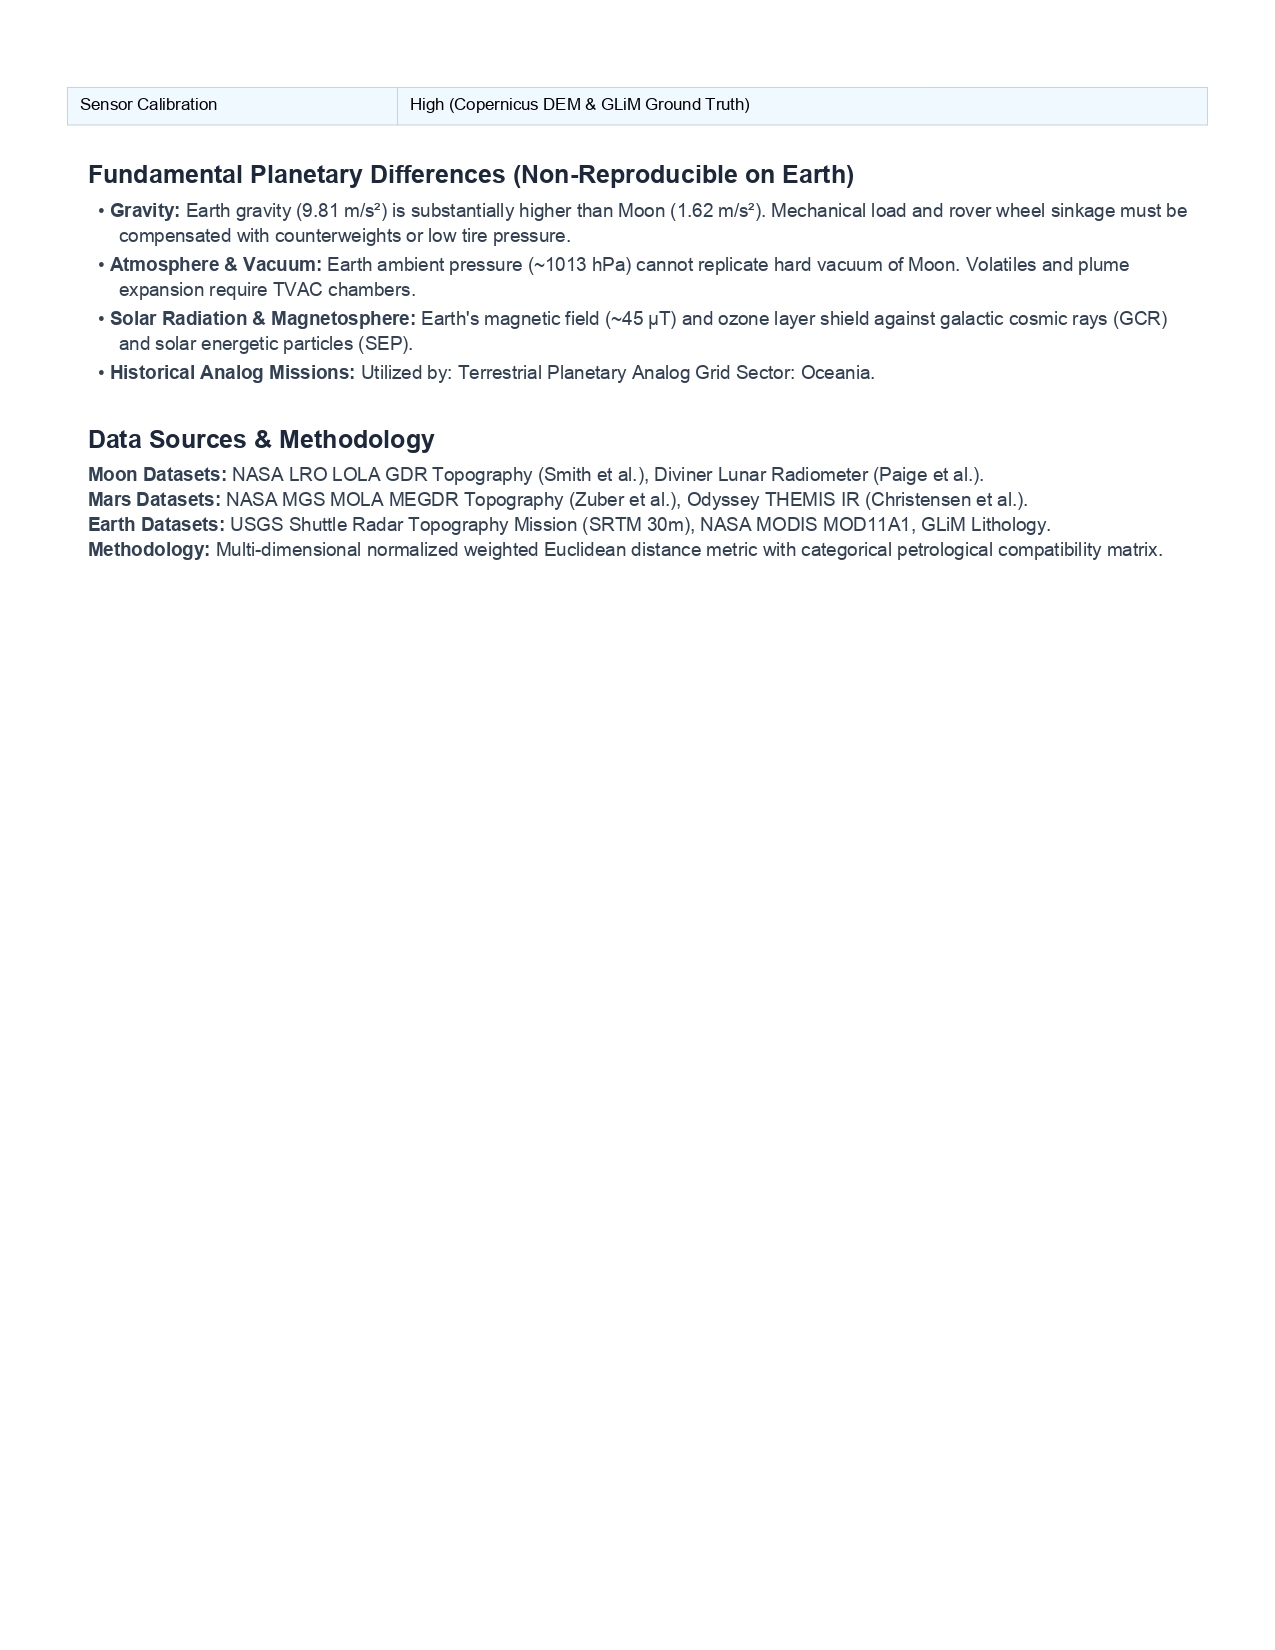 Sensor Calibration High (Copernicus DEM & GLiM Ground Truth)
Fundamental Planetary Differences (Non-Reproducible on Earth)
• Gravity: Earth gravity (9.81 m/s²) is substantially higher than Moon (1.62 m/s²). Mechanical load and rover wheel sinkage must be
compensated with counterweights or low tire pressure.
• Atmosphere & Vacuum: Earth ambient pressure (~1013 hPa) cannot replicate hard vacuum of Moon. Volatiles and plume
expansion require TVAC chambers.
• Solar Radiation & Magnetosphere: Earth's magnetic field (~45 µT) and ozone layer shield against galactic cosmic rays (GCR)
and solar energetic particles (SEP).
• Historical Analog Missions: Utilized by: Terrestrial Planetary Analog Grid Sector: Oceania.
Data Sources & Methodology
Moon Datasets: NASA LRO LOLA GDR Topography (Smith et al.), Diviner Lunar Radiometer (Paige et al.).
Mars Datasets: NASA MGS MOLA MEGDR Topography (Zuber et al.), Odyssey THEMIS IR (Christensen et al.).
Earth Datasets: USGS Shuttle Radar Topography Mission (SRTM 30m), NASA MODIS MOD11A1, GLiM Lithology.
Methodology: Multi-dimensional normalized weighted Euclidean distance metric with categorical petrological compatibility matrix.